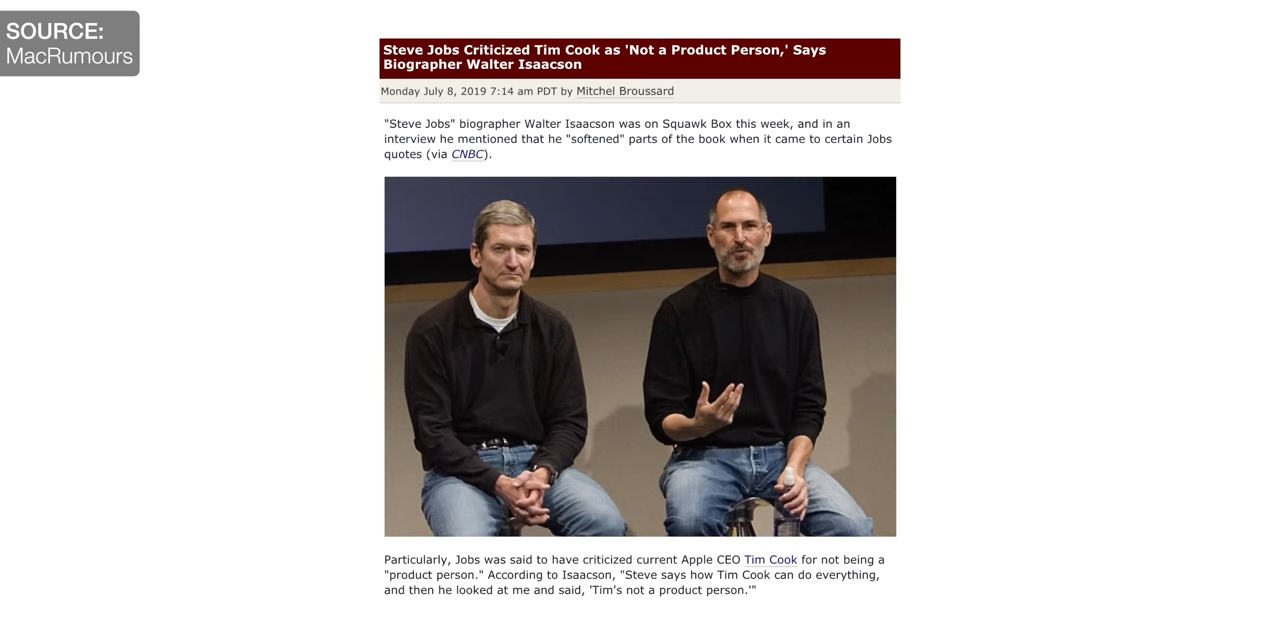 SOURCE:
MacRumours
Steve Jobs Criticized Tim Cook as 'Not a Product Person,' Says
Biographer Walter Isaacson
Monday July 8, 2019 7:14 am PDT by Mitchel Broussard
"Steve Jobs" biographer Walter Isaacson was on Squawk Box this week, and in an
interview he mentioned that he "softened" parts of the book when it came to certain Jobs
quotes (via CNBC).
Particularly, Jobs was said to have criticized current Apple CEO Tim Cook for not being a
"product person." According to Isaacson, "Steve says how Tim Cook can do everything,
and then he looked at me and said, 'Tim's not a product person.'"